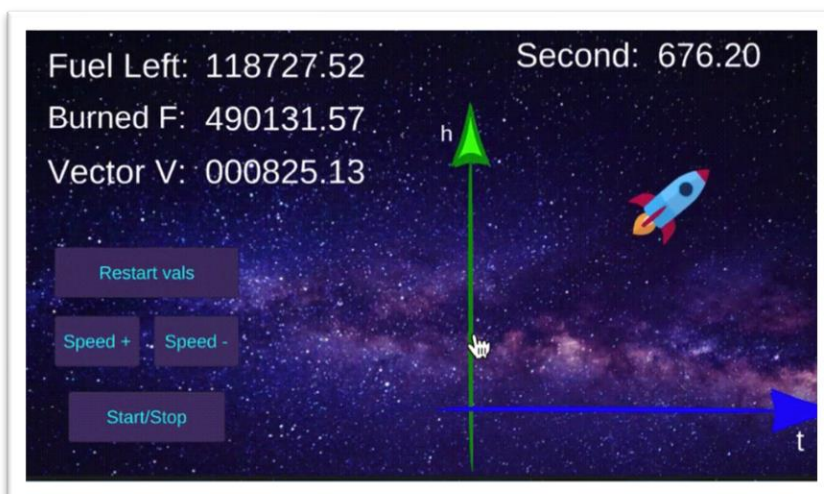 Fuel Left: 118727.52
Second: 676.20
Burned F: 490131.57
h
Vector V: 000825.13
Restart vals
Speed +
Speed -
Start/Stop
t